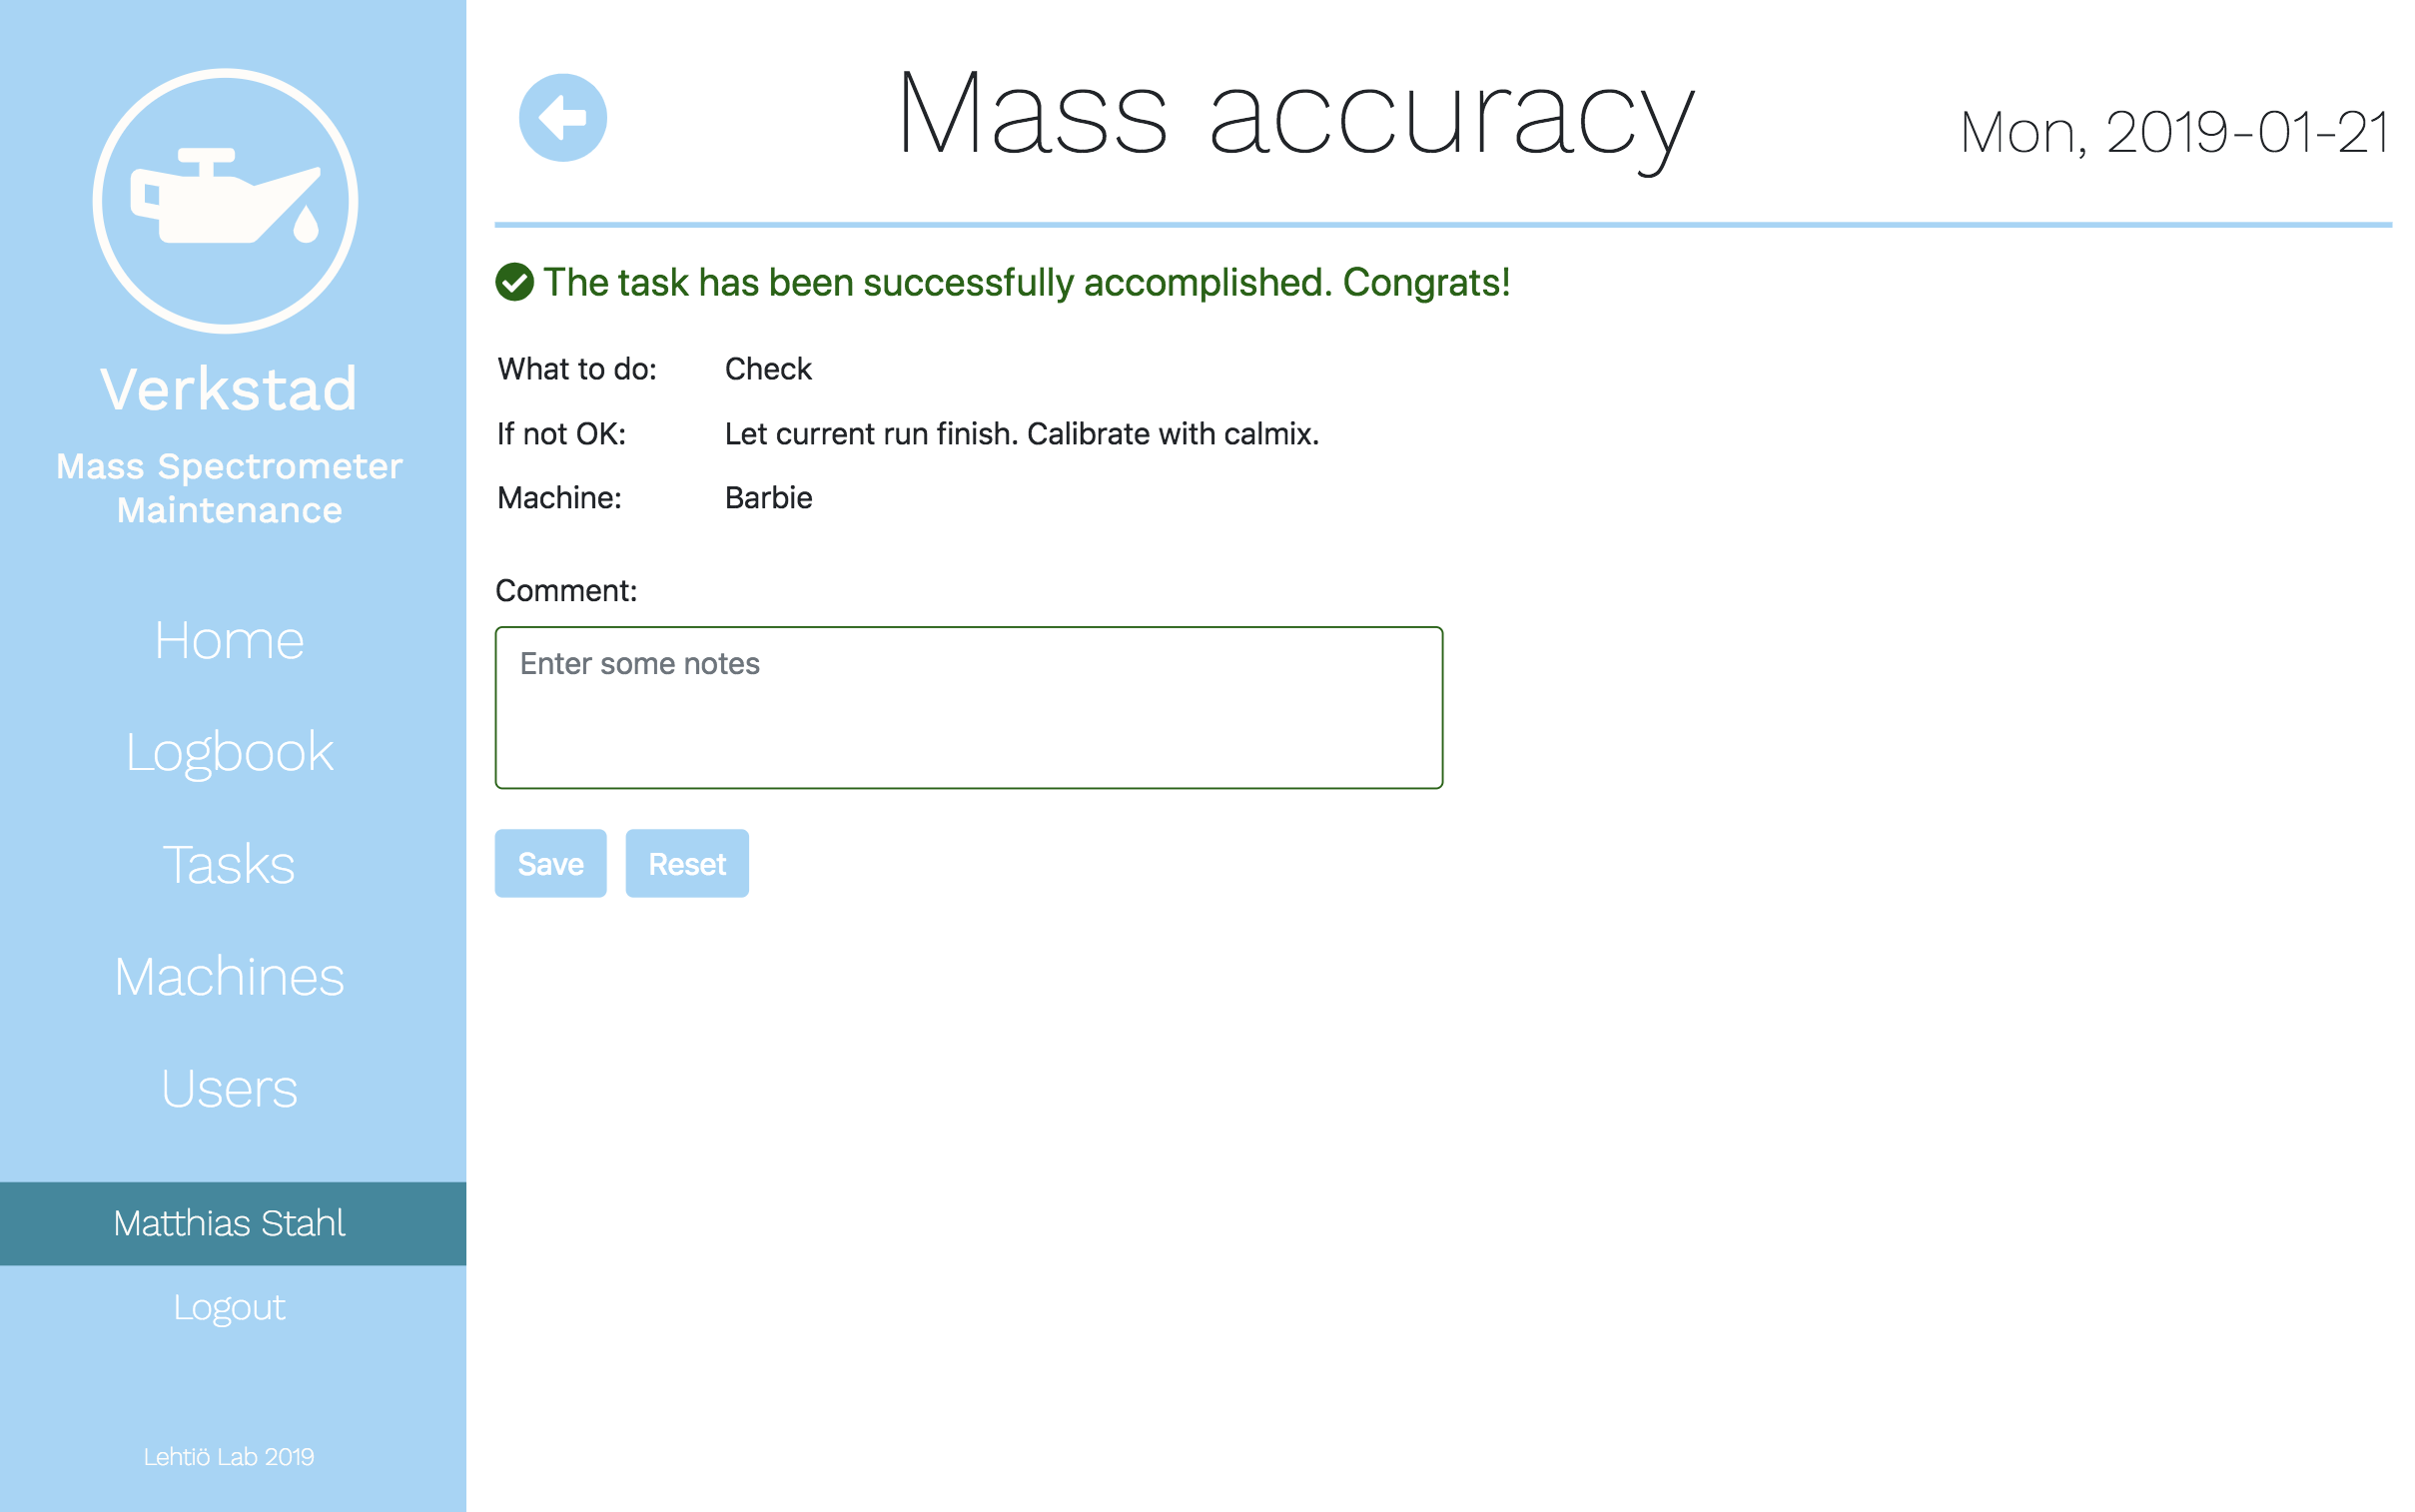 Verkstad
Mass Spectrometer
Maintenance
Home
Logbook
Tasks
Machines
Users
Matthias Stahl
Logout
Lehtiö Lab 2019
Mass accuracy
Mon, 2019-01-21
The task has been successfully accomplished. Congrats!
What to do: Check
If not OK: Let current run finish. Calibrate with calmix.
Machine: Barbie
Comment:
Enter some notes
Save Reset